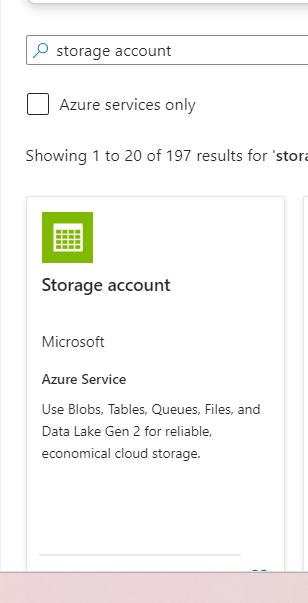 storage account
Azure services only
Showing 1 to 20 of 197 results for 'stora
Storage account
Microsoft
Azure Service
Use Blobs, Tables, Queues, Files, and
Data Lake Gen 2 for reliable,
economical cloud storage.